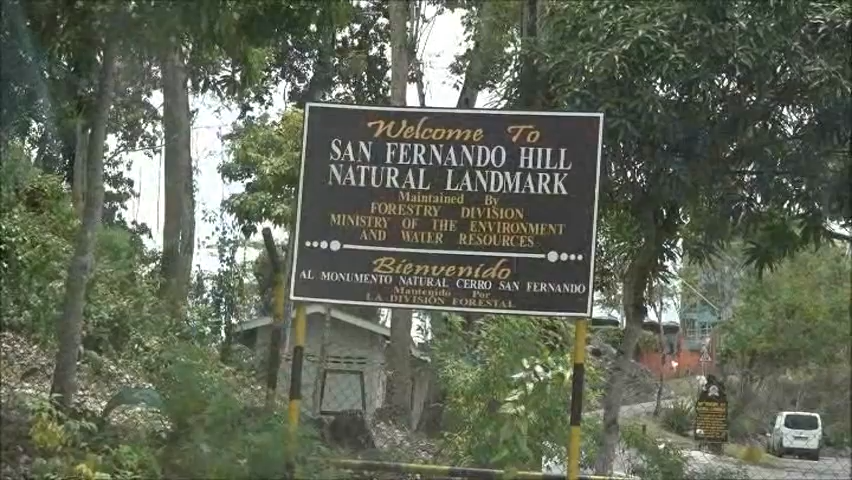 Welcome To
SAN FERNANDO HILL
NATURAL LANDMARK
Maintained By
FORESTRY DIVISION
MINISTRY OF THE ENVIRONMENT
AND WATER RESOURCES
Bienvenido
AL MONUMENTO NATURAL CERRO SAN FERNANDO
Mantenido Por
LA DIVISIÓN FORESTAL